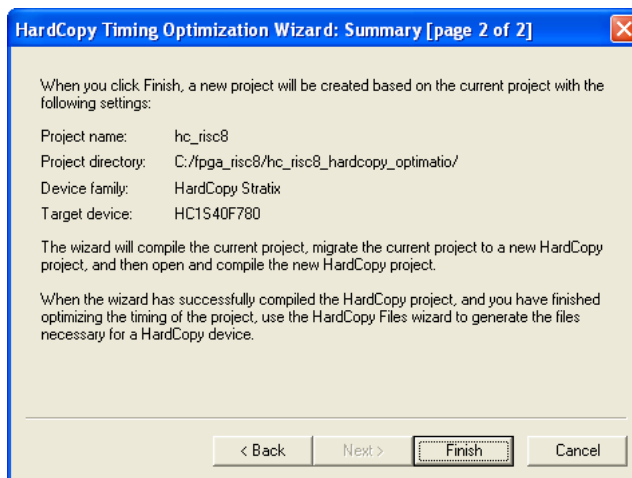 HardCopy Timing Optimization Wizard: Summary [page 2 of 2]
When you click Finish, a new project will be created based on the current project with the
following settings:
Project name: hc_risc8
Project directory: C:/fpga_risc8/hc_risc8_hardcopy_optimatio/
Device family: HardCopy Stratix
Target device: HC1S40F780
The wizard will compile the current project, migrate the current project to a new HardCopy
project, and then open and compile the new HardCopy project.
When the wizard has successfully compiled the HardCopy project, and you have finished
optimizing the timing of the project, use the HardCopy Files wizard to generate the files
necessary for a HardCopy device.
< Back Next > Finish Cancel